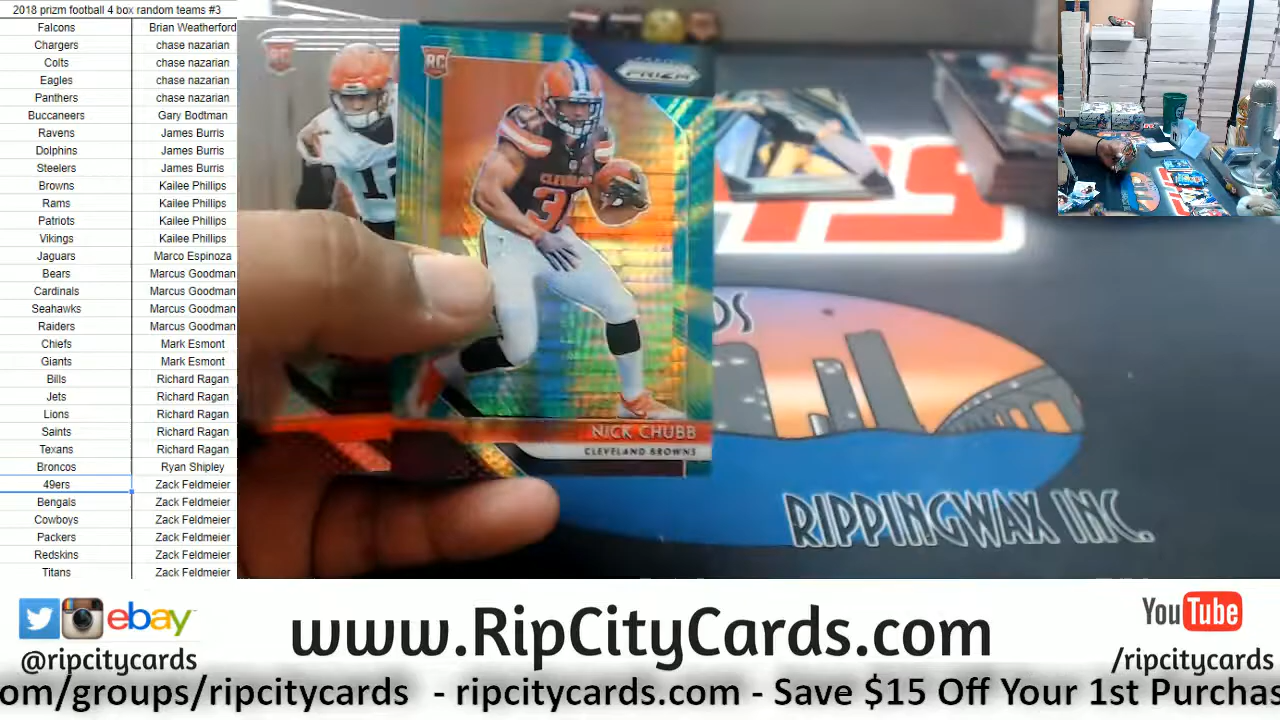 2018 prizm football 4 box random teams #3
Falcons Brian Weatherford
Chargers chase nazarian
Colts chase nazarian
Eagles chase nazarian
Panthers chase nazarian
Buccaneers Gary Bodtman
Ravens James Burris
Dolphins James Burris
Steelers James Burris
Browns Kailee Phillips
Rams Kailee Phillips
Patriots Kailee Phillips
Vikings Kailee Phillips
Jaguars Marco Espinoza
Bears Marcus Goodman
Cardinals Marcus Goodman
Seahawks Marcus Goodman
Raiders Marcus Goodman
Chiefs Mark Esmont
Giants Mark Esmont
Bills Richard Ragan
Jets Richard Ragan
Lions Richard Ragan
Saints Richard Ragan
Texans Richard Ragan
Broncos Ryan Shipley
49ers Zack Feldmeier
Bengals Zack Feldmeier
Cowboys Zack Feldmeier
Packers Zack Feldmeier
Redskins Zack Feldmeier
Titans Zack Feldmeier
RC
RC
PRIZM
CLEVELAND
NICK CHUBB
CLEVELAND BROWNS
DS
RIPPINGWAX INC.
ebay
@ripcitycards
www.RipCityCards.com
YouTube
/ripcitycards
om/groups/ripcitycards - ripcitycards.com - Save $15 Off Your 1st Purchas